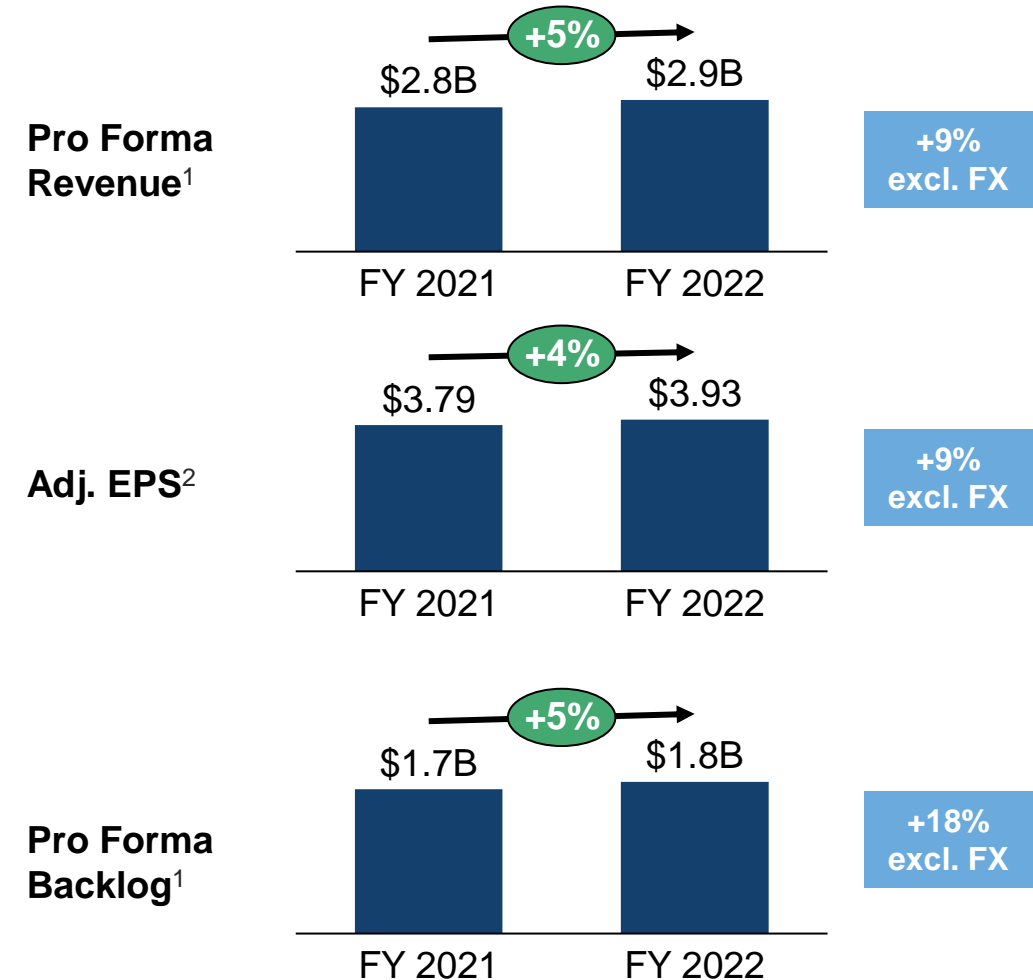 +5%
$2.8B
$2.9B
Pro Forma
Revenue1
+9%
excl. FX
FY 2021
FY 2022
+4%
$3.79
$3.93
Adj. EPS2
+9%
excl. FX
FY 2021
FY 2022
+5%
$1.7B
$1.8B
Pro Forma
Backlog1
+18%
excl. FX
FY 2021
FY 2022